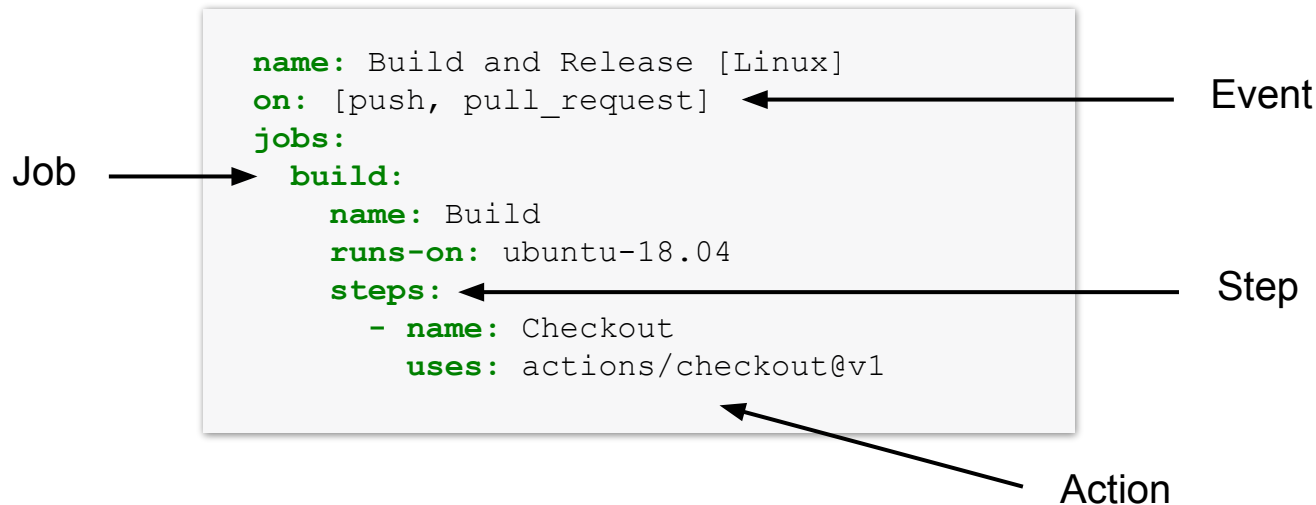 name: Build and Release [Linux]
on: [push, pull_request]
Event
jobs:
Job
build:
name: Build
runs-on: ubuntu-18.04
steps:
Step
- name: Checkout
uses: actions/checkout@v1
Action